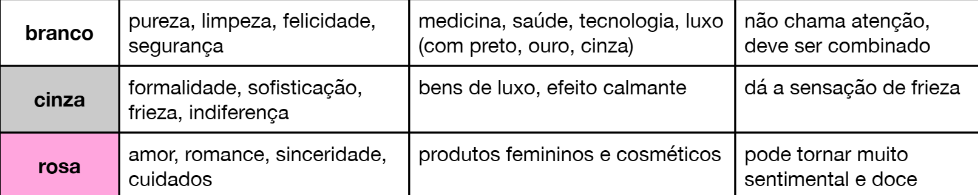 branco
pureza, limpeza, felicidade,
segurança
medicina, saúde, tecnologia, luxo
(com preto, ouro, cinza)
não chama atenção,
deve ser combinado
cinza
formalidade, sofisticação,
frieza, indiferença
bens de luxo, efeito calmante
dá a sensação de frieza
rosa
amor, romance, sinceridade,
cuidados
produtos femininos e cosméticos
pode tornar muito
sentimental e doce